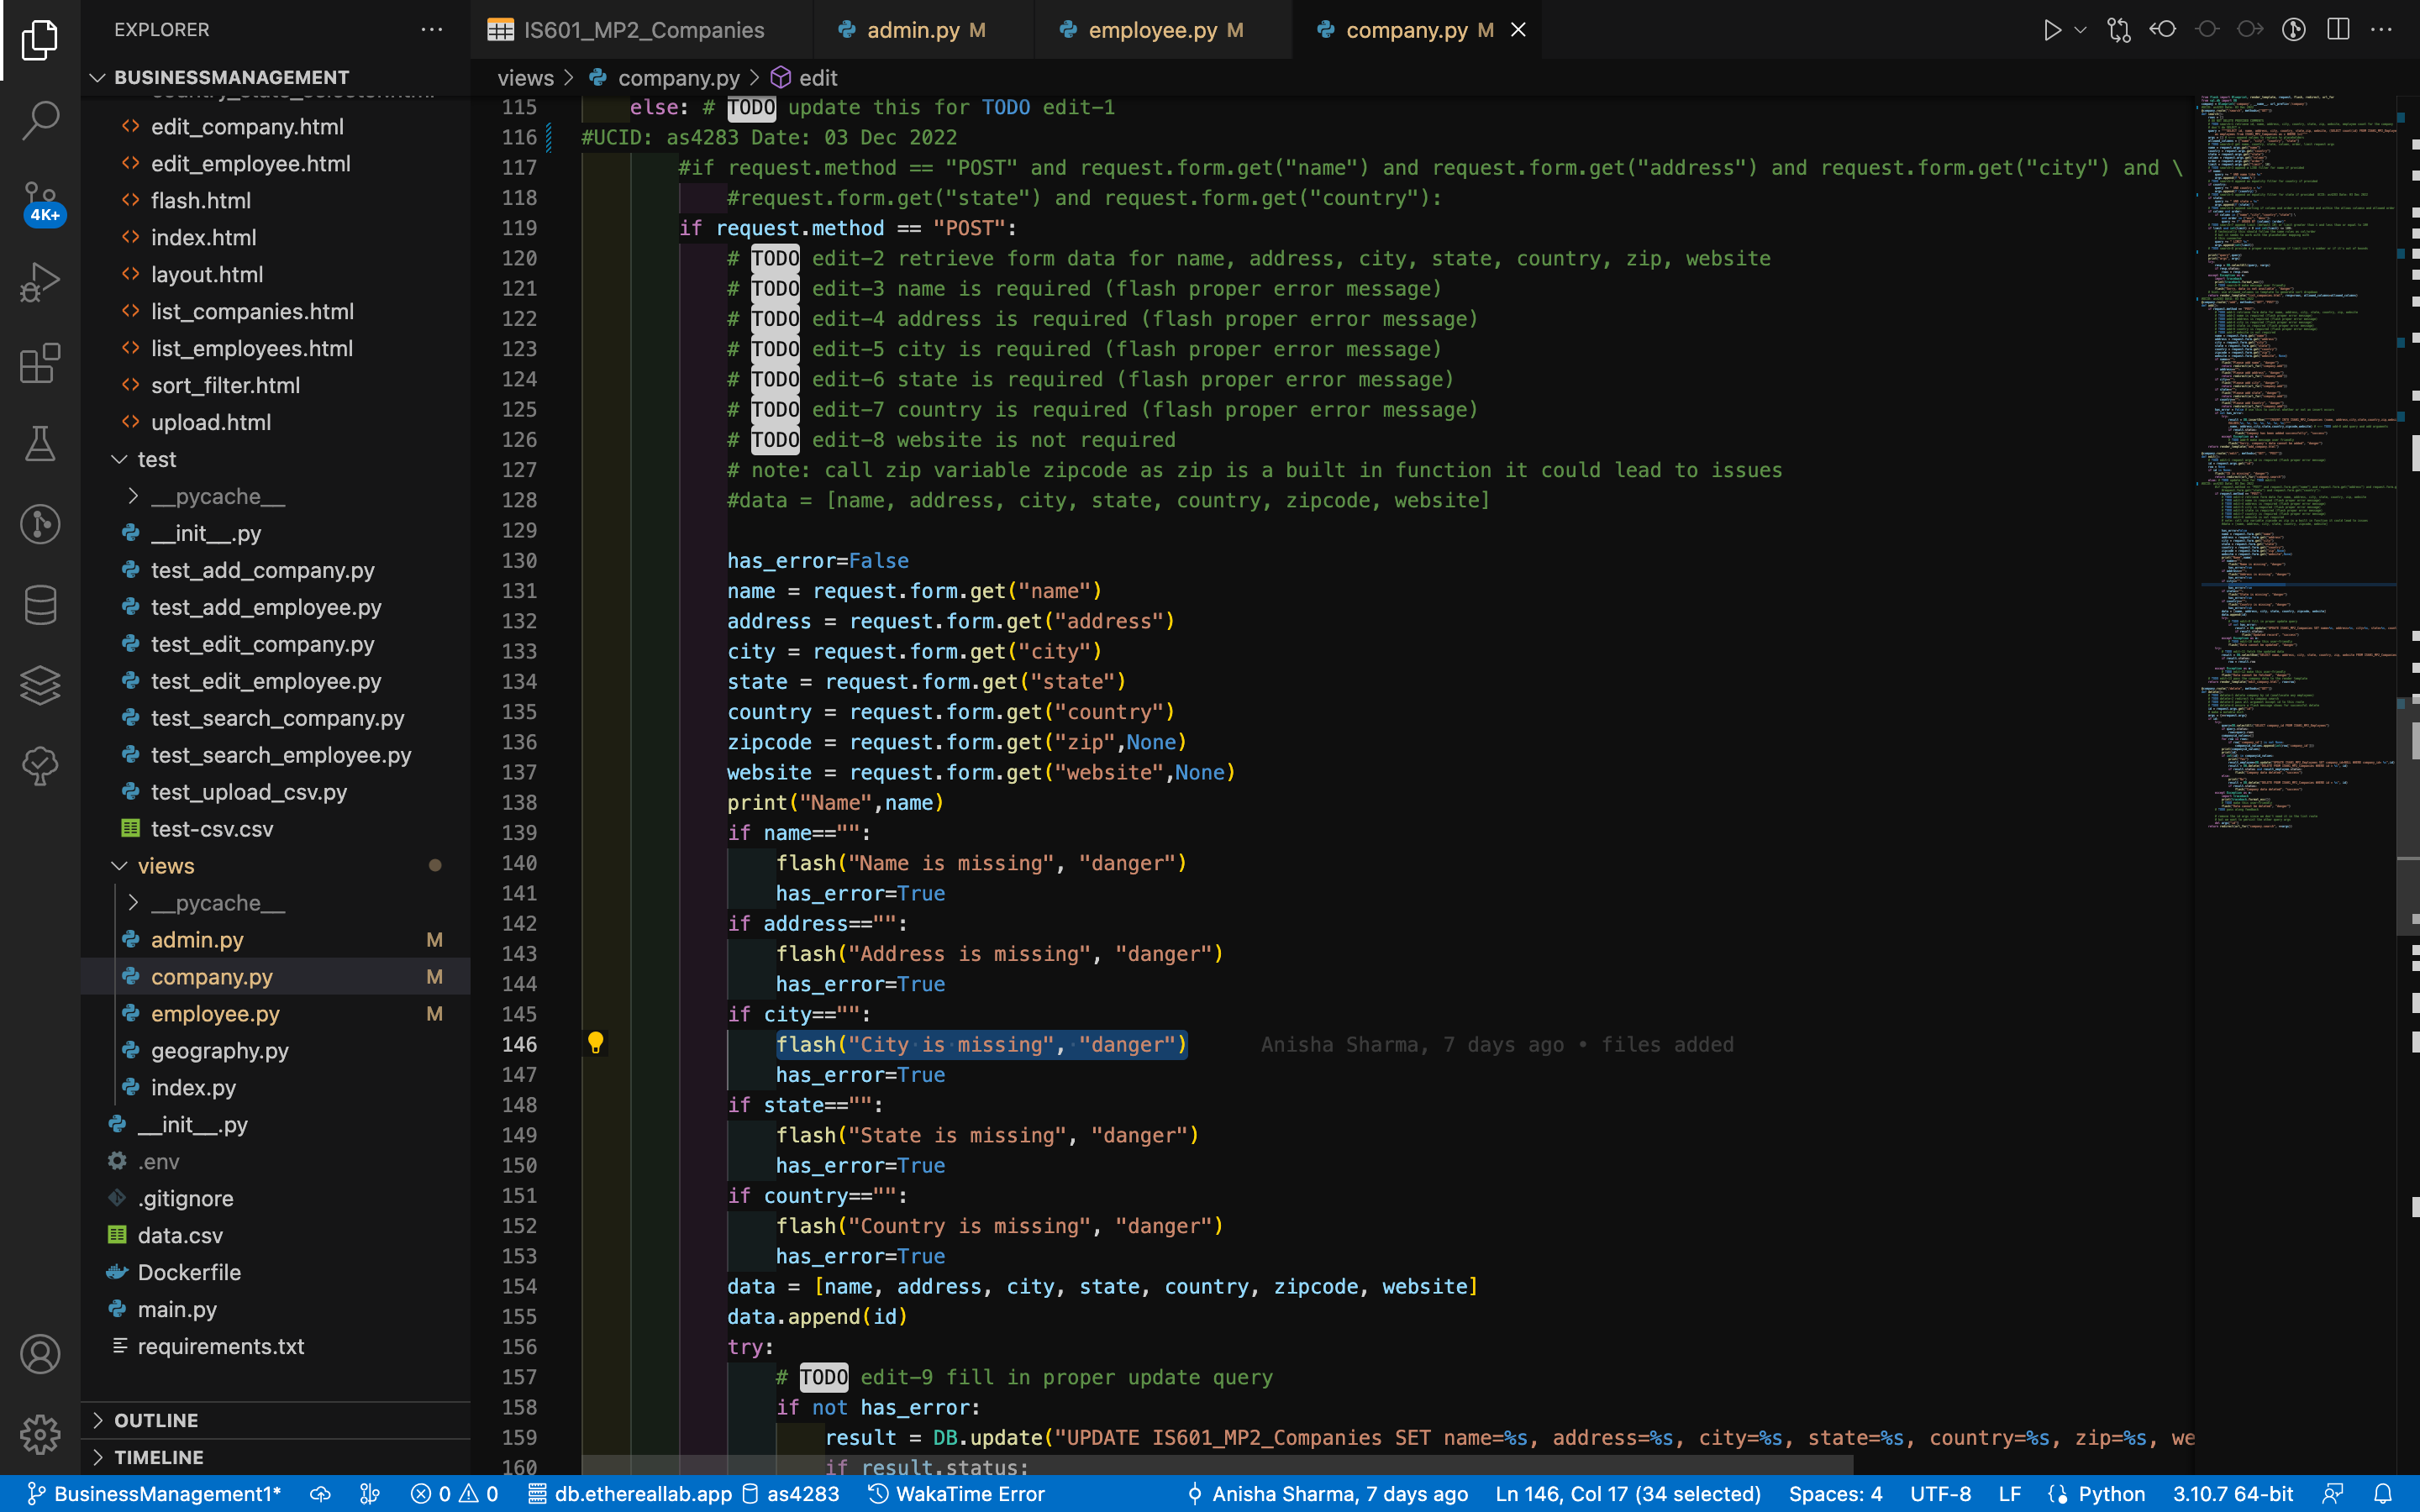 EXPLORER
BUSINESSMANAGEMENT
edit_company.html
edit_employee.html
flash.html
index.html
layout.html
list_companies.html
list_employees.html
sort_filter.html
upload.html
test
__pycache__
__init__.py
test_add_company.py
test_add_employee.py
test_edit_company.py
test_edit_employee.py
test_search_company.py
test_search_employee.py
test_upload_csv.py
test-csv.csv
views
__pycache__
admin.py M
company.py M
employee.py M
geography.py
index.py
__init__.py
.env
.gitignore
data.csv
Dockerfile
main.py
requirements.txt
OUTLINE
TIMELINE
4K+
IS601_MP2_Companies
admin.py M
employee.py M
company.py M
views > company.py > edit
115 else: # TODO update this for TODO edit-1
116 #UCID: as4283 Date: 03 Dec 2022
117 #if request.method == "POST" and request.form.get("name") and request.form.get("address") and request.form.get("city") and \
118 #request.form.get("state") and request.form.get("country"):
119 if request.method == "POST":
120 # TODO edit-2 retrieve form data for name, address, city, state, country, zip, website
121 # TODO edit-3 name is required (flash proper error message)
122 # TODO edit-4 address is required (flash proper error message)
123 # TODO edit-5 city is required (flash proper error message)
124 # TODO edit-6 state is required (flash proper error message)
125 # TODO edit-7 country is required (flash proper error message)
126 # TODO edit-8 website is not required
127 # note: call zip variable zipcode as zip is a built in function it could lead to issues
128 #data = [name, address, city, state, country, zipcode, website]
129
130 has_error=False
131 name = request.form.get("name")
132 address = request.form.get("address")
133 city = request.form.get("city")
134 state = request.form.get("state")
135 country = request.form.get("country")
136 zipcode = request.form.get("zip",None)
137 website = request.form.get("website",None)
138 print("Name",name)
139 if name=="":
140 flash("Name is missing", "danger")
141 has_error=True
142 if address=="":
143 flash("Address is missing", "danger")
144 has_error=True
145 if city=="":
146 flash("City is missing", "danger") Anisha Sharma, 7 days ago • files added
147 has_error=True
148 if state=="":
149 flash("State is missing", "danger")
150 has_error=True
151 if country=="":
152 flash("Country is missing", "danger")
153 has_error=True
154 data = [name, address, city, state, country, zipcode, website]
155 data.append(id)
156 try:
157 # TODO edit-9 fill in proper update query
158 if not has_error:
159 result = DB.update("UPDATE IS601_MP2_Companies SET name=%s, address=%s, city=%s, state=%s, country=%s, zip=%s, we
160 if result.status:
BusinessManagement1* 0 0 db.ethereallab.app as4283 WakaTime Error Anisha Sharma, 7 days ago Ln 146, Col 17 (34 selected) Spaces: 4 UTF-8 LF Python 3.10.7 64-bit